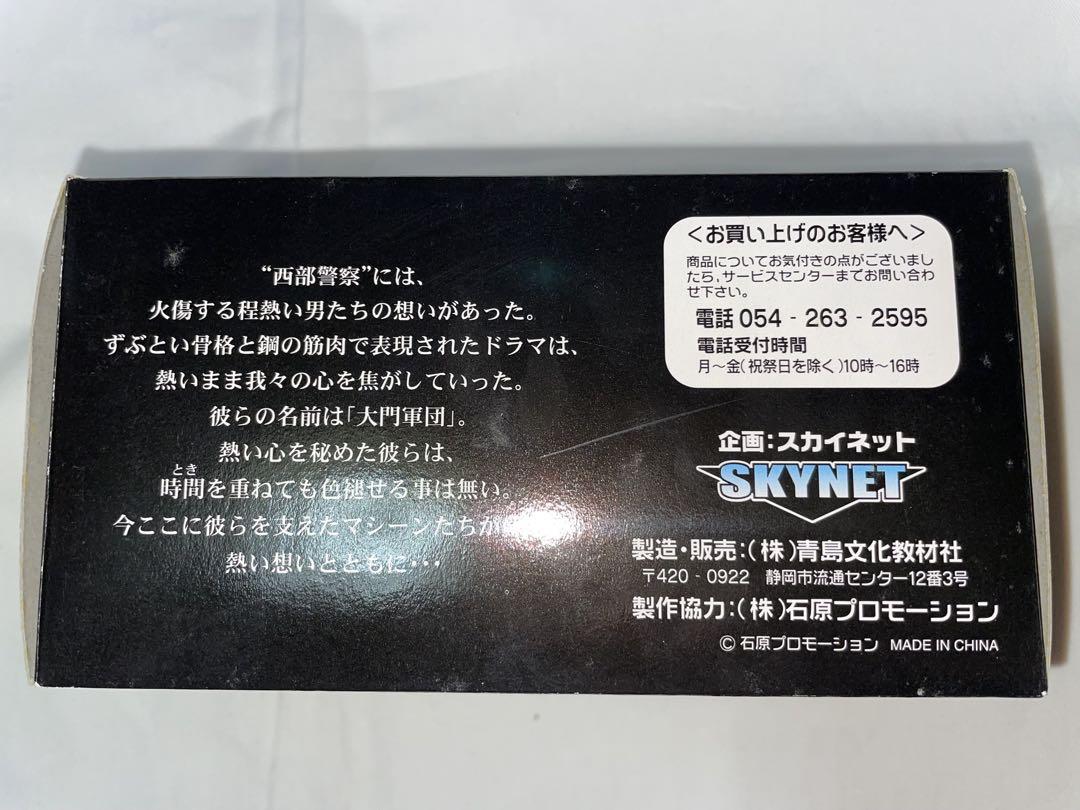 “西部警察”には、
火傷する程熱い男たちの想いがあった。
ずぶとい骨格と鋼の筋肉で表現されたドラマは、
熱いまま我々の心を焦がしていった。
彼らの名前は「大門軍団」。
熱い心を秘めた彼らは、
時間を重ねても色褪せる事は無い。
とき
今ここに彼らを支えたマシーンたちが
熱い想いとともに・・・
＜お買い上げのお客様へ＞
商品についてお気付きの点がございまし
たら,サービスセンターまでお問い合わ
せ下さい。
電話 054 - 263 - 2595
電話受付時間
月～金(祝祭日を除く)10時～16時
企画：スカイネット
SKYNET
製造・販売：(株)青島文化教材社
〒420 - 0922 静岡市流通センター12番3号
製作協力：(株)石原プロモーション
© 石原プロモーション MADE IN CHINA